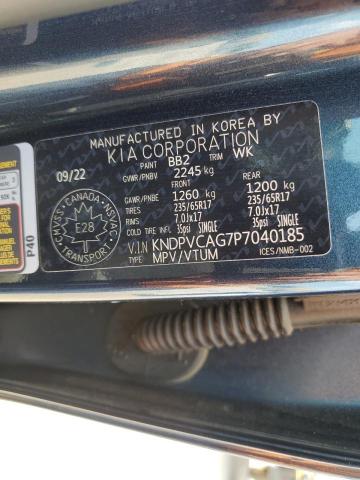 MANUFACTURED IN KOREA BY
KIA CORPORATION
PAINT BB2 TRIM WK
09/22
GVWR/PNBV 2245 kg
FRONT REAR
GWAR/PNBE 1260 kg 1200 kg
TIRES 235/65R17 235/65R17
RIMS 7.0Jx17 7.0Jx17
COLD TIRE INFL 35psi SINGLE 35psi SINGLE
V.I.N KNDPVCAG7P7040185
TYPE MPV/VTUM ICES/NMB-002
CANADA
CMVSS
NSVAC
E28
TRANSPORT
P40